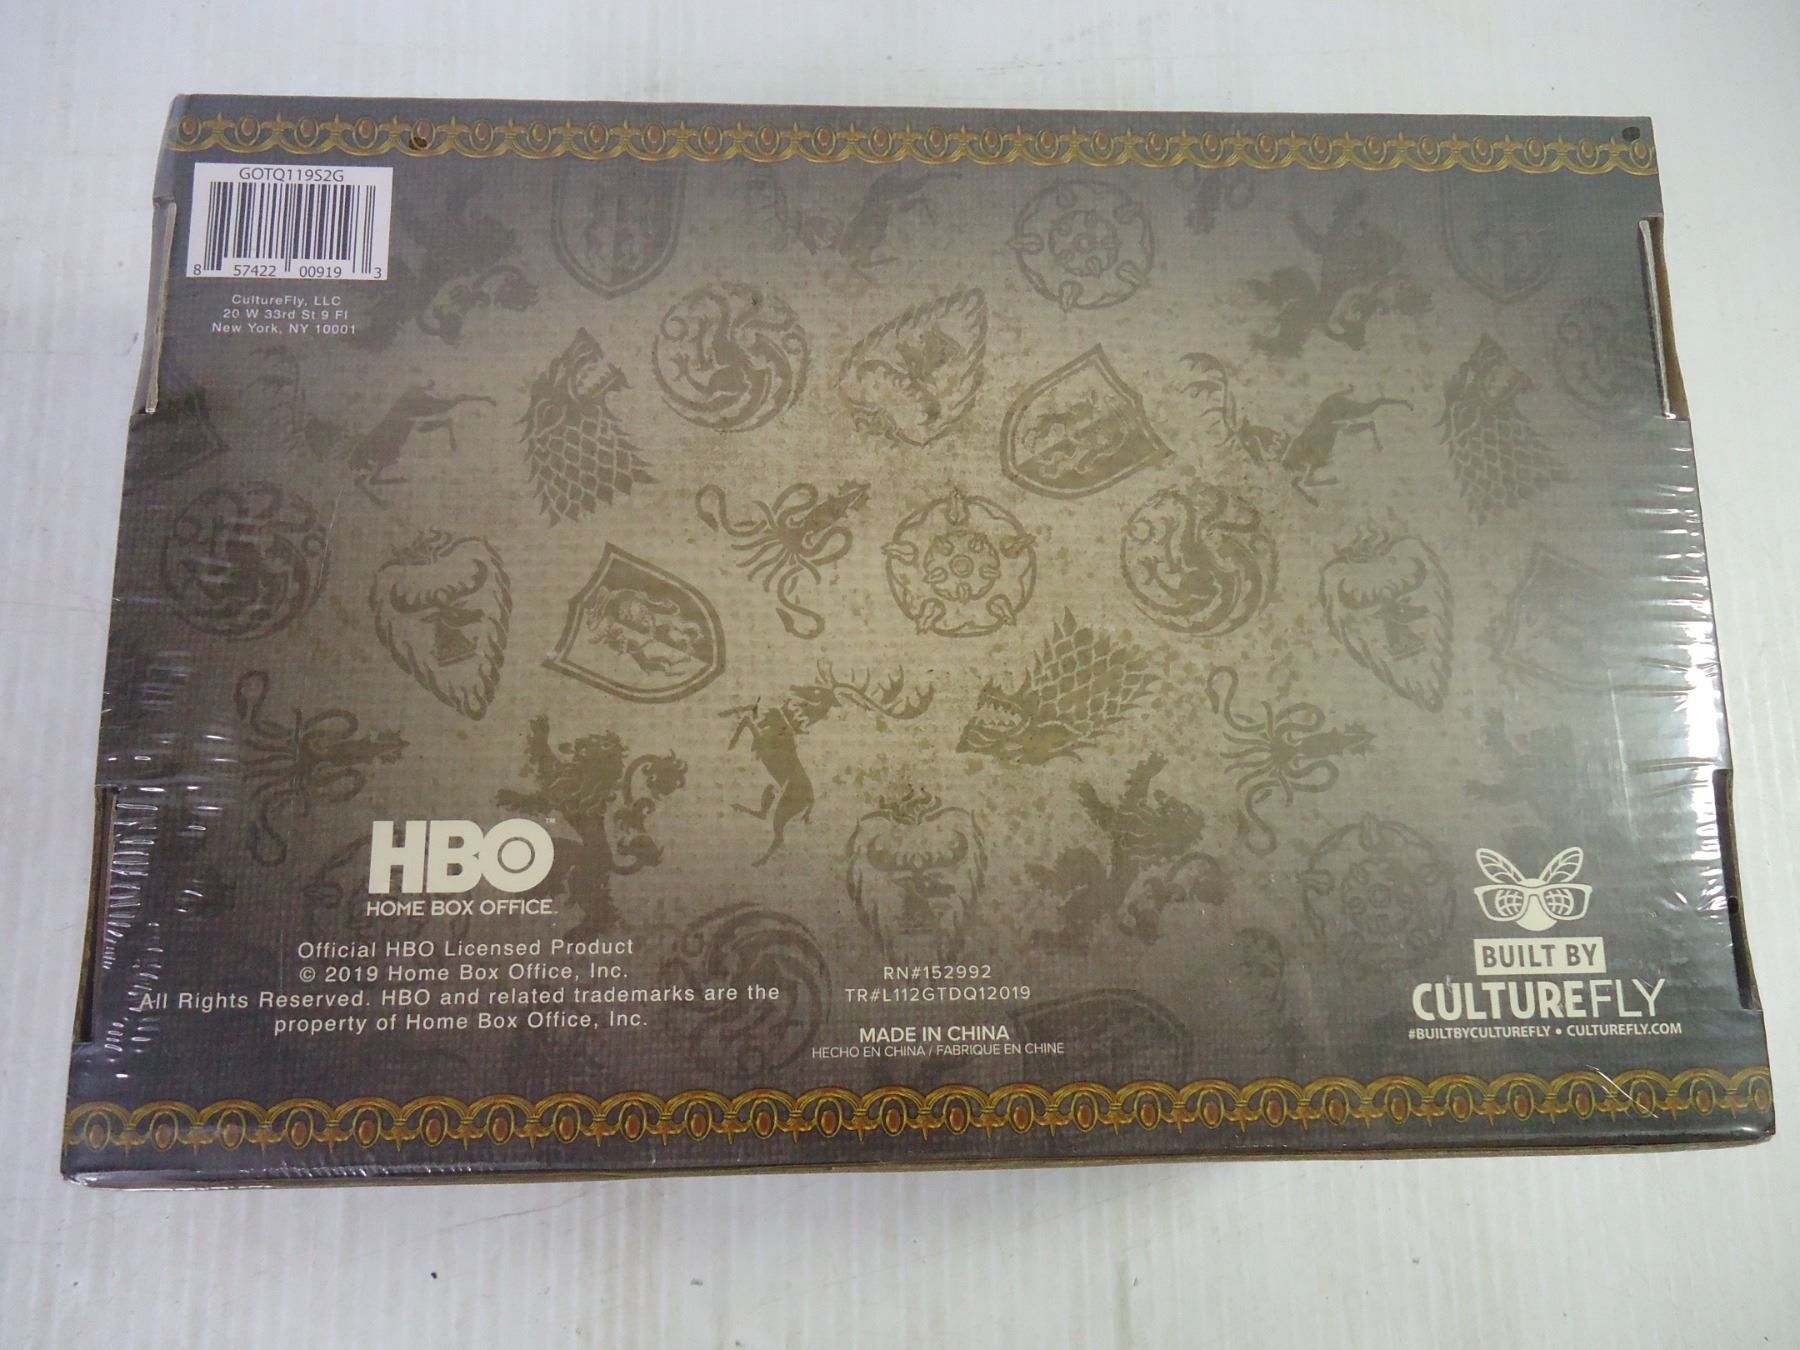 GOTQ119S2G
8 57422 00919 3
CultureFly, LLC
20 W 33rd St 9 Fl
New York, NY 10001
HBO™
HOME BOX OFFICE
Official HBO Licensed Product
© 2019 Home Box Office, Inc.
All Rights Reserved. HBO and related trademarks are the
property of Home Box Office, Inc.
RN#152992
TR#L112GTDQ12019
MADE IN CHINA
HECHO EN CHINA / FABRIQUE EN CHINE
BUILT BY
CULTUREFLY
#BUILTBYCULTUREFLY • CULTUREFLY.COM